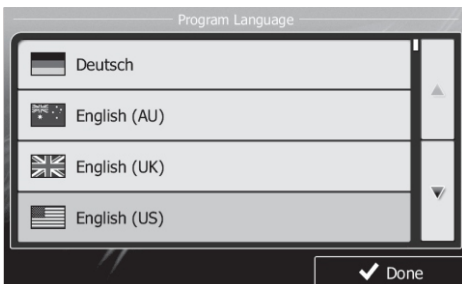 Program Language
Deutsch
English (AU)
English (UK)
English (US)
Done